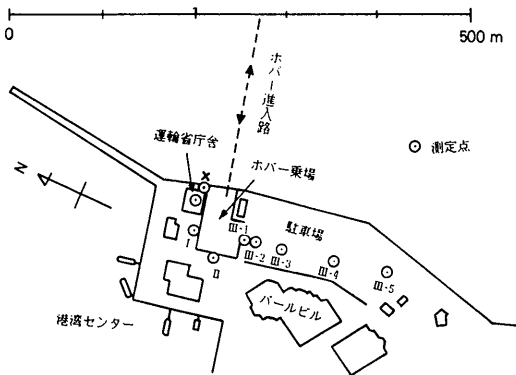 0
500 m
ホバー進入路
運輸省庁舎
測定点
X
ホバー乗場
N
駐車場
I
III-1
II
III-2
III-3
III-4
III-5
パールビル
港湾センター